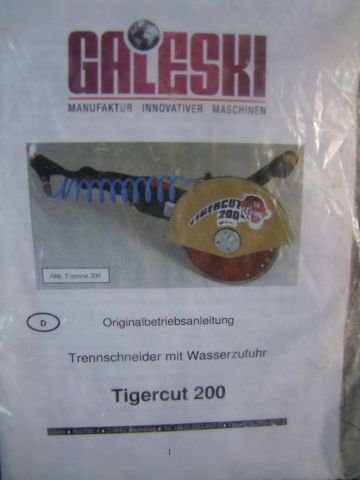 GALESKI
MANUFAKTUR INNOVATIVER MASCHINEN
TIGERCUT
200
Abb. Tigercut 200
D
Originalbetriebsanleitung
Trennschneider mit Wasserzufuhr
Tigercut 200
1